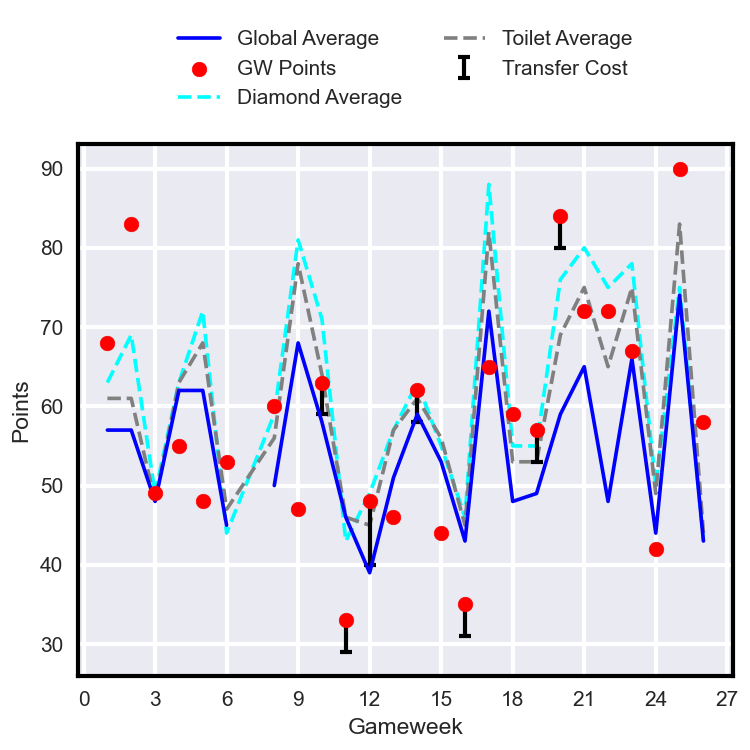 Global Average
GW Points
Diamond Average
Toilet Average
Transfer Cost
90
80
70
60
50
40
30
Points
0 3 6 9 12 15 18 21 24 27
Gameweek